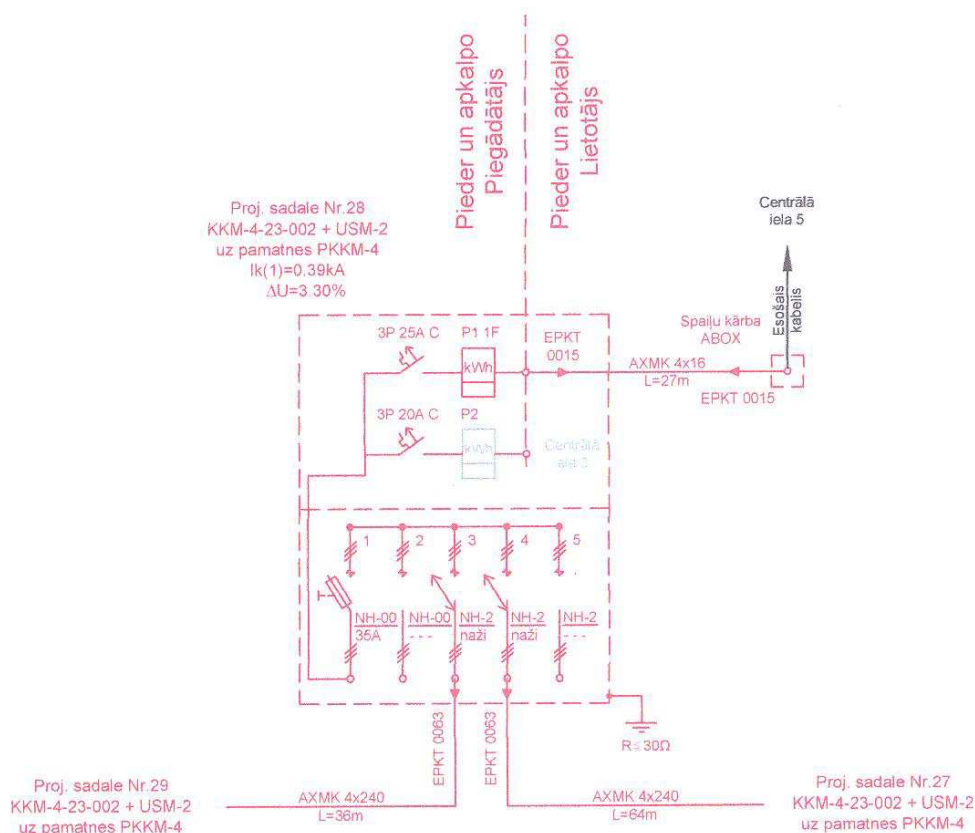 Pieder un apkalpo
Piegādātājs
Pieder un apkalpo
Lietotājs
Proj. sadale Nr.28
KKM-4-23-002 + USM-2
uz pamatnes PKKM-4
Ik(1)=0.39kA
ΔU=3.30%
Centrālā
iela 5
Esošais
kabelis
Spaiļu kārba
ABOX
3P 25A C
P1 1F
kWh
EPKT
0015
AXMK 4x16
L=27m
EPKT 0015
3P 20A C
P2
kWh
Centrālā
iela 3
1
2
3
4
5
NH-00
35A
NH-00
- - -
NH-2
naži
NH-2
naži
NH-2
- - -
EPKT 0063
EPKT 0063
R≤30Ω
Proj. sadale Nr.29
KKM-4-23-002 + USM-2
uz pamatnes PKKM-4
AXMK 4x240
L=36m
AXMK 4x240
L=64m
Proj. sadale Nr.27
KKM-4-23-002 + USM-2
uz pamatnes PKKM-4